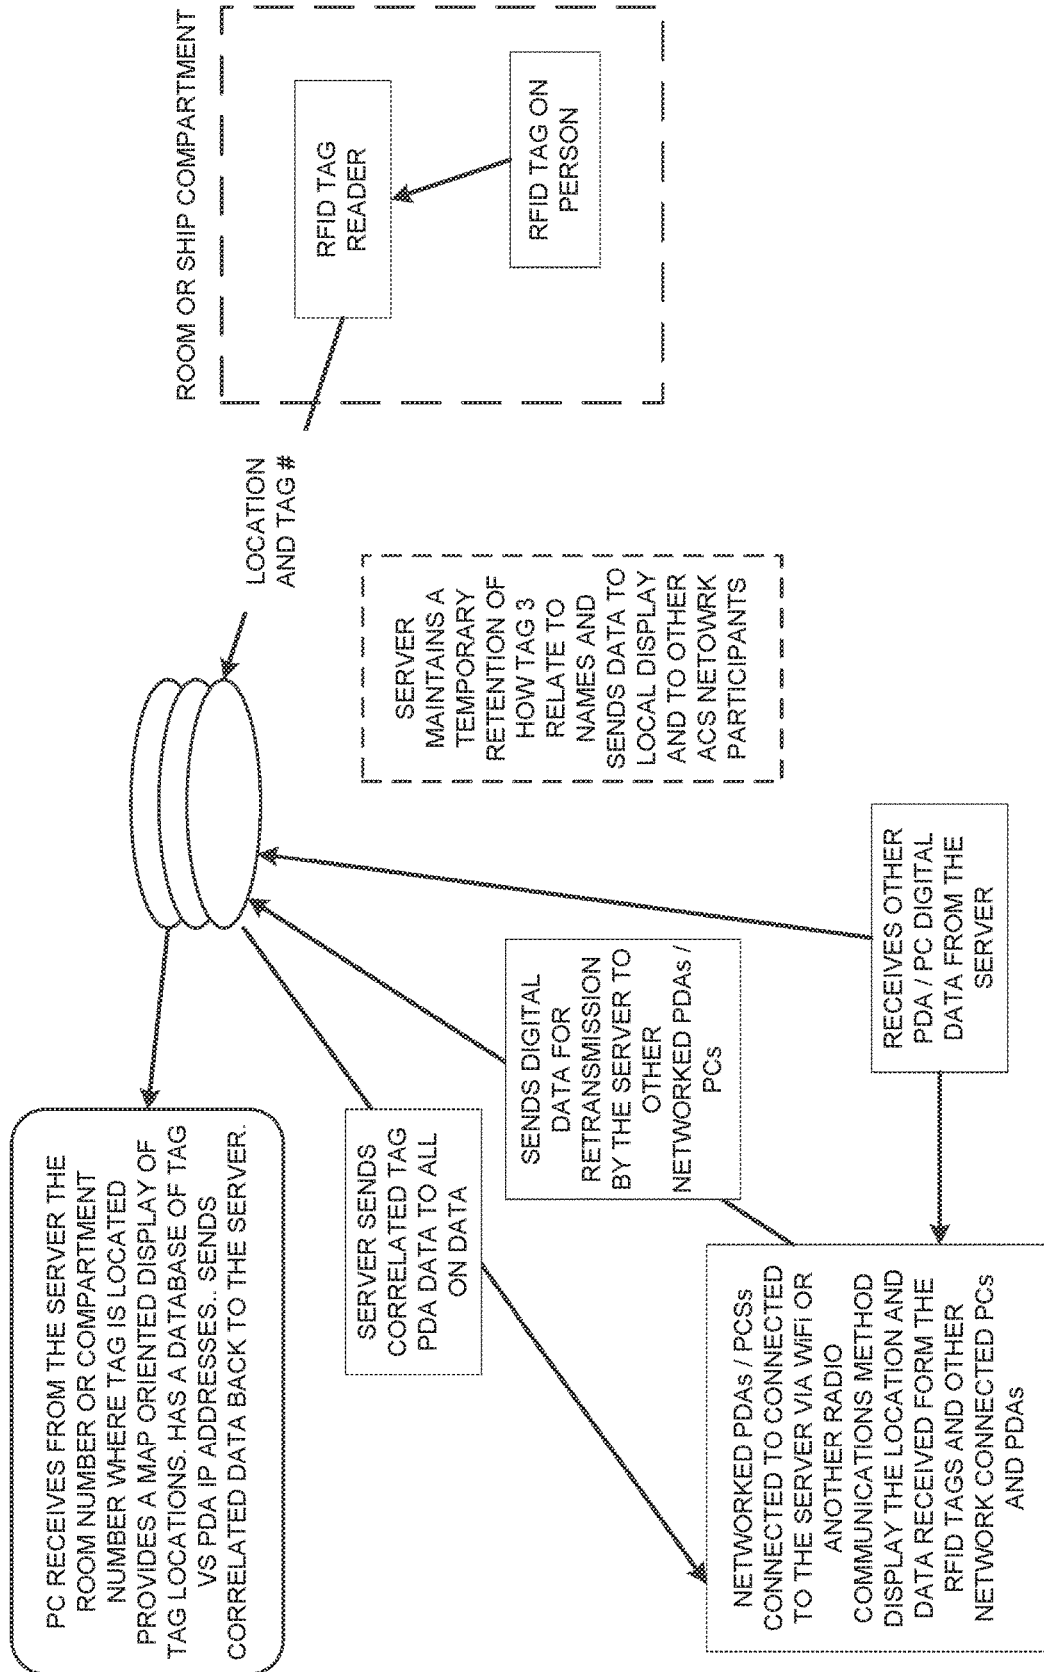 PC RECEIVES FROM THE SERVER THE
ROOM NUMBER OR COMPARTMENT
NUMBER WHERE TAG IS LOCATED
PROVIDES A MAP ORIENTED DISPLAY OF
TAG LOCATIONS. HAS A DATABASE OF TAG
VS PDA IP ADDRESSES.. SENDS
CORRELATED DATA BACK TO THE SERVER.
ROOM OR SHIP COMPARTMENT
RFID TAG
READER
RFID TAG ON
PERSON
LOCATION
AND TAG #
SERVER SENDS
CORRELATED TAG
PDA DATA TO ALL
ON DATA
SERVER
MAINTAINS A
TEMPORARY
RETENTION OF
HOW TAG 3
RELATE TO
NAMES AND
SENDS DATA TO
LOCAL DISPLAY
AND TO OTHER
ACS NETOWRK
PARTICIPANTS
SENDS DIGITAL
DATA FOR
RETRANSMISSION
BY THE SERVER TO
OTHER
NETWORKED PDAs /
PCs
NETWORKED PDAs / PCSs
CONNECTED TO CONNECTED
TO THE SERVER VIA WiFi OR
ANOTHER RADIO
COMMUNICATIONS METHOD
DISPLAY THE LOCATION AND
DATA RECEIVED FORM THE
RFID TAGS AND OTHER
NETWORK CONNECTED PCs
AND PDAs
RECEIVES OTHER
PDA / PC DIGITAL
DATA FROM THE
SERVER